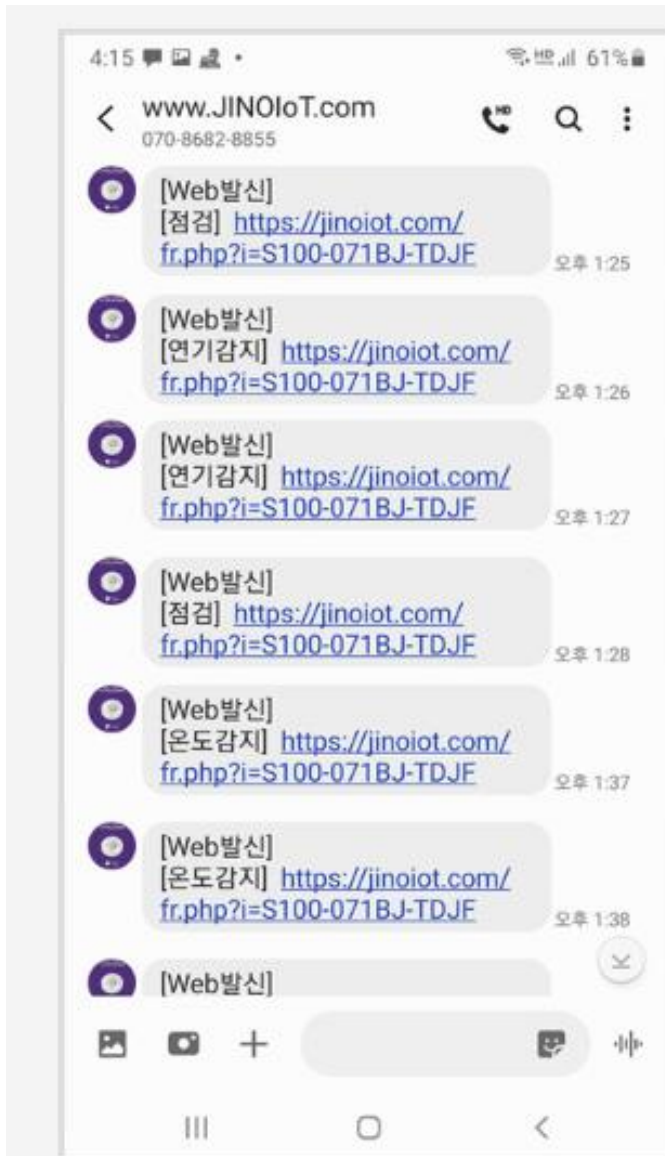 4:15
61%
www.JINOIoT.com
HD
070-8682-8855
[Web발신]
[점검] https://jinoiot.com/
fr.php?i=S100-071BJ-TDJF
오후 1:25
[Web발신]
[연기감지] https://jinoiot.com/
fr.php?i=S100-071BJ-TDJF
오후 1:26
[Web발신]
[연기감지] https://jinoiot.com/
fr.php?i=S100-071BJ-TDJF
오후 1:27
[Web발신]
[점검] https://jinoiot.com/
fr.php?i=S100-071BJ-TDJF
오후 1:28
[Web발신]
[온도감지] https://jinoiot.com/
fr.php?i=S100-071BJ-TDJF
오후 1:37
[Web발신]
[온도감지] https://jinoiot.com/
fr.php?i=S100-071BJ-TDJF
오후 1:38
[Web발신]